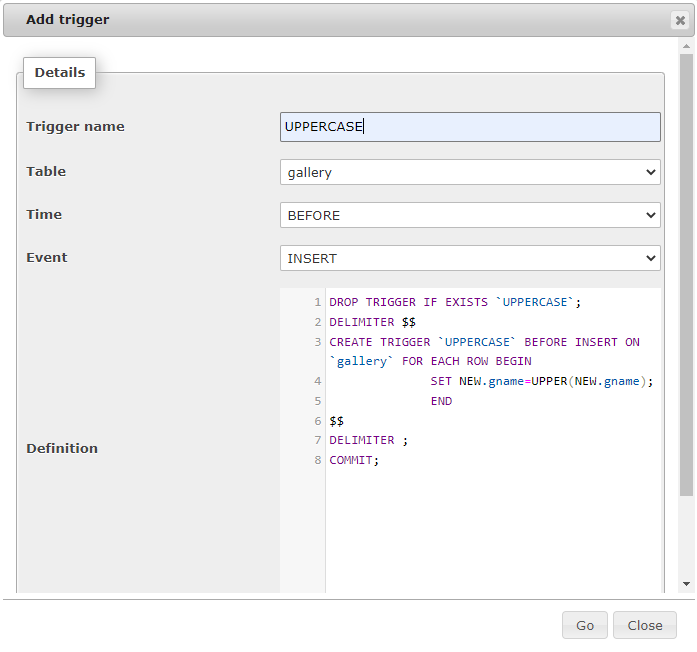 Add trigger
Details
Trigger name
UPPERCASE
Table
gallery
Time
BEFORE
Event
INSERT
Definition
1 DROP TRIGGER IF EXISTS `UPPERCASE`;
2 DELIMITER $$
3 CREATE TRIGGER `UPPERCASE` BEFORE INSERT ON
`gallery` FOR EACH ROW BEGIN
4 SET NEW.gname=UPPER(NEW.gname);
5 END
6 $$
7 DELIMITER ;
8 COMMIT;
Go
Close